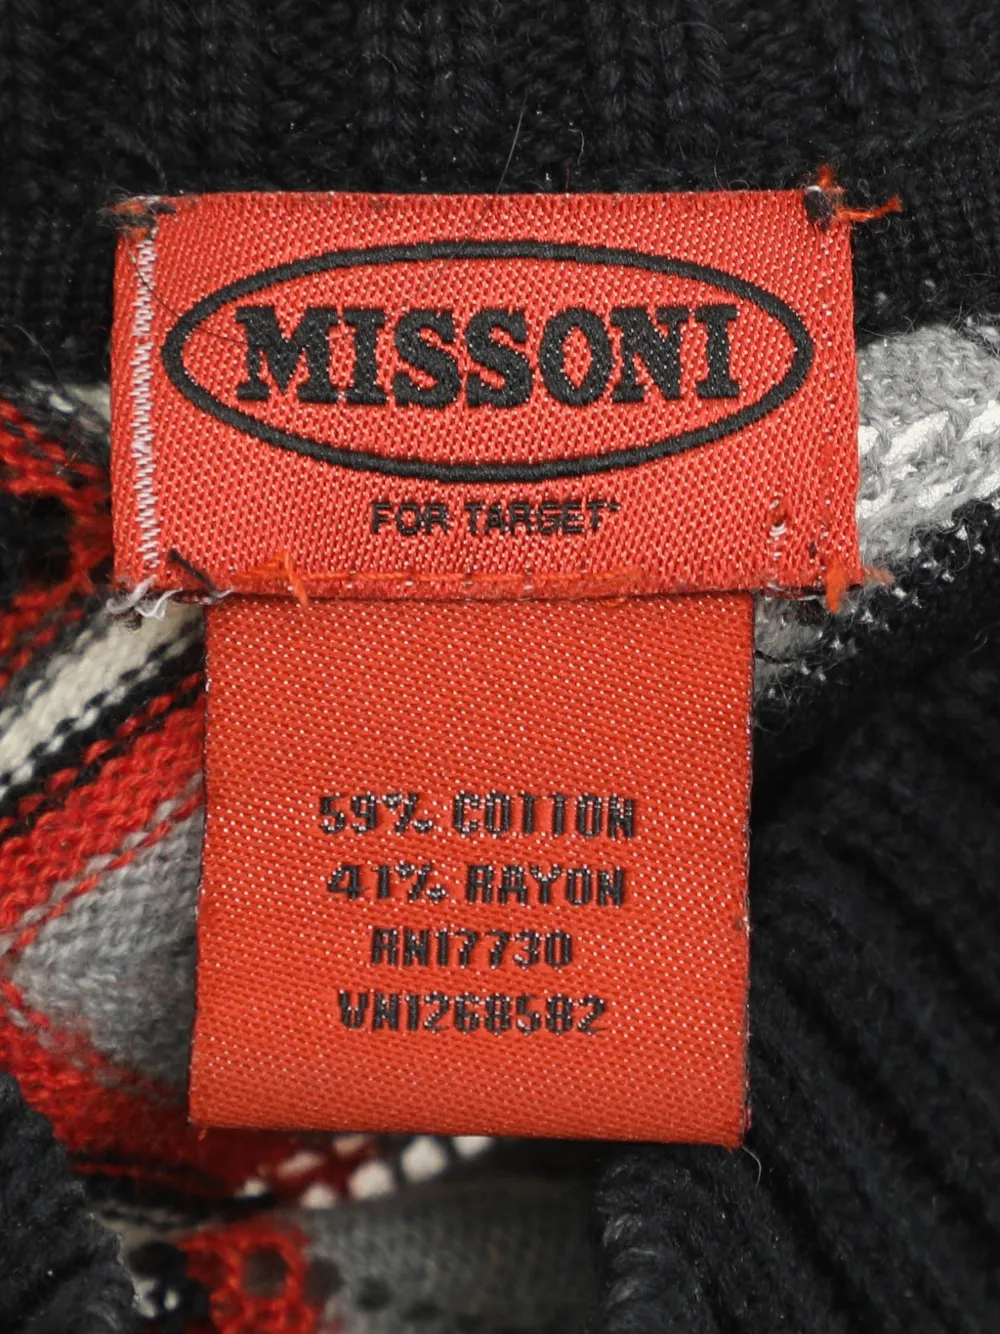 MISSONI
FOR TARGET*
59% COTTON
41% RAYON
RN17730
VN1268582